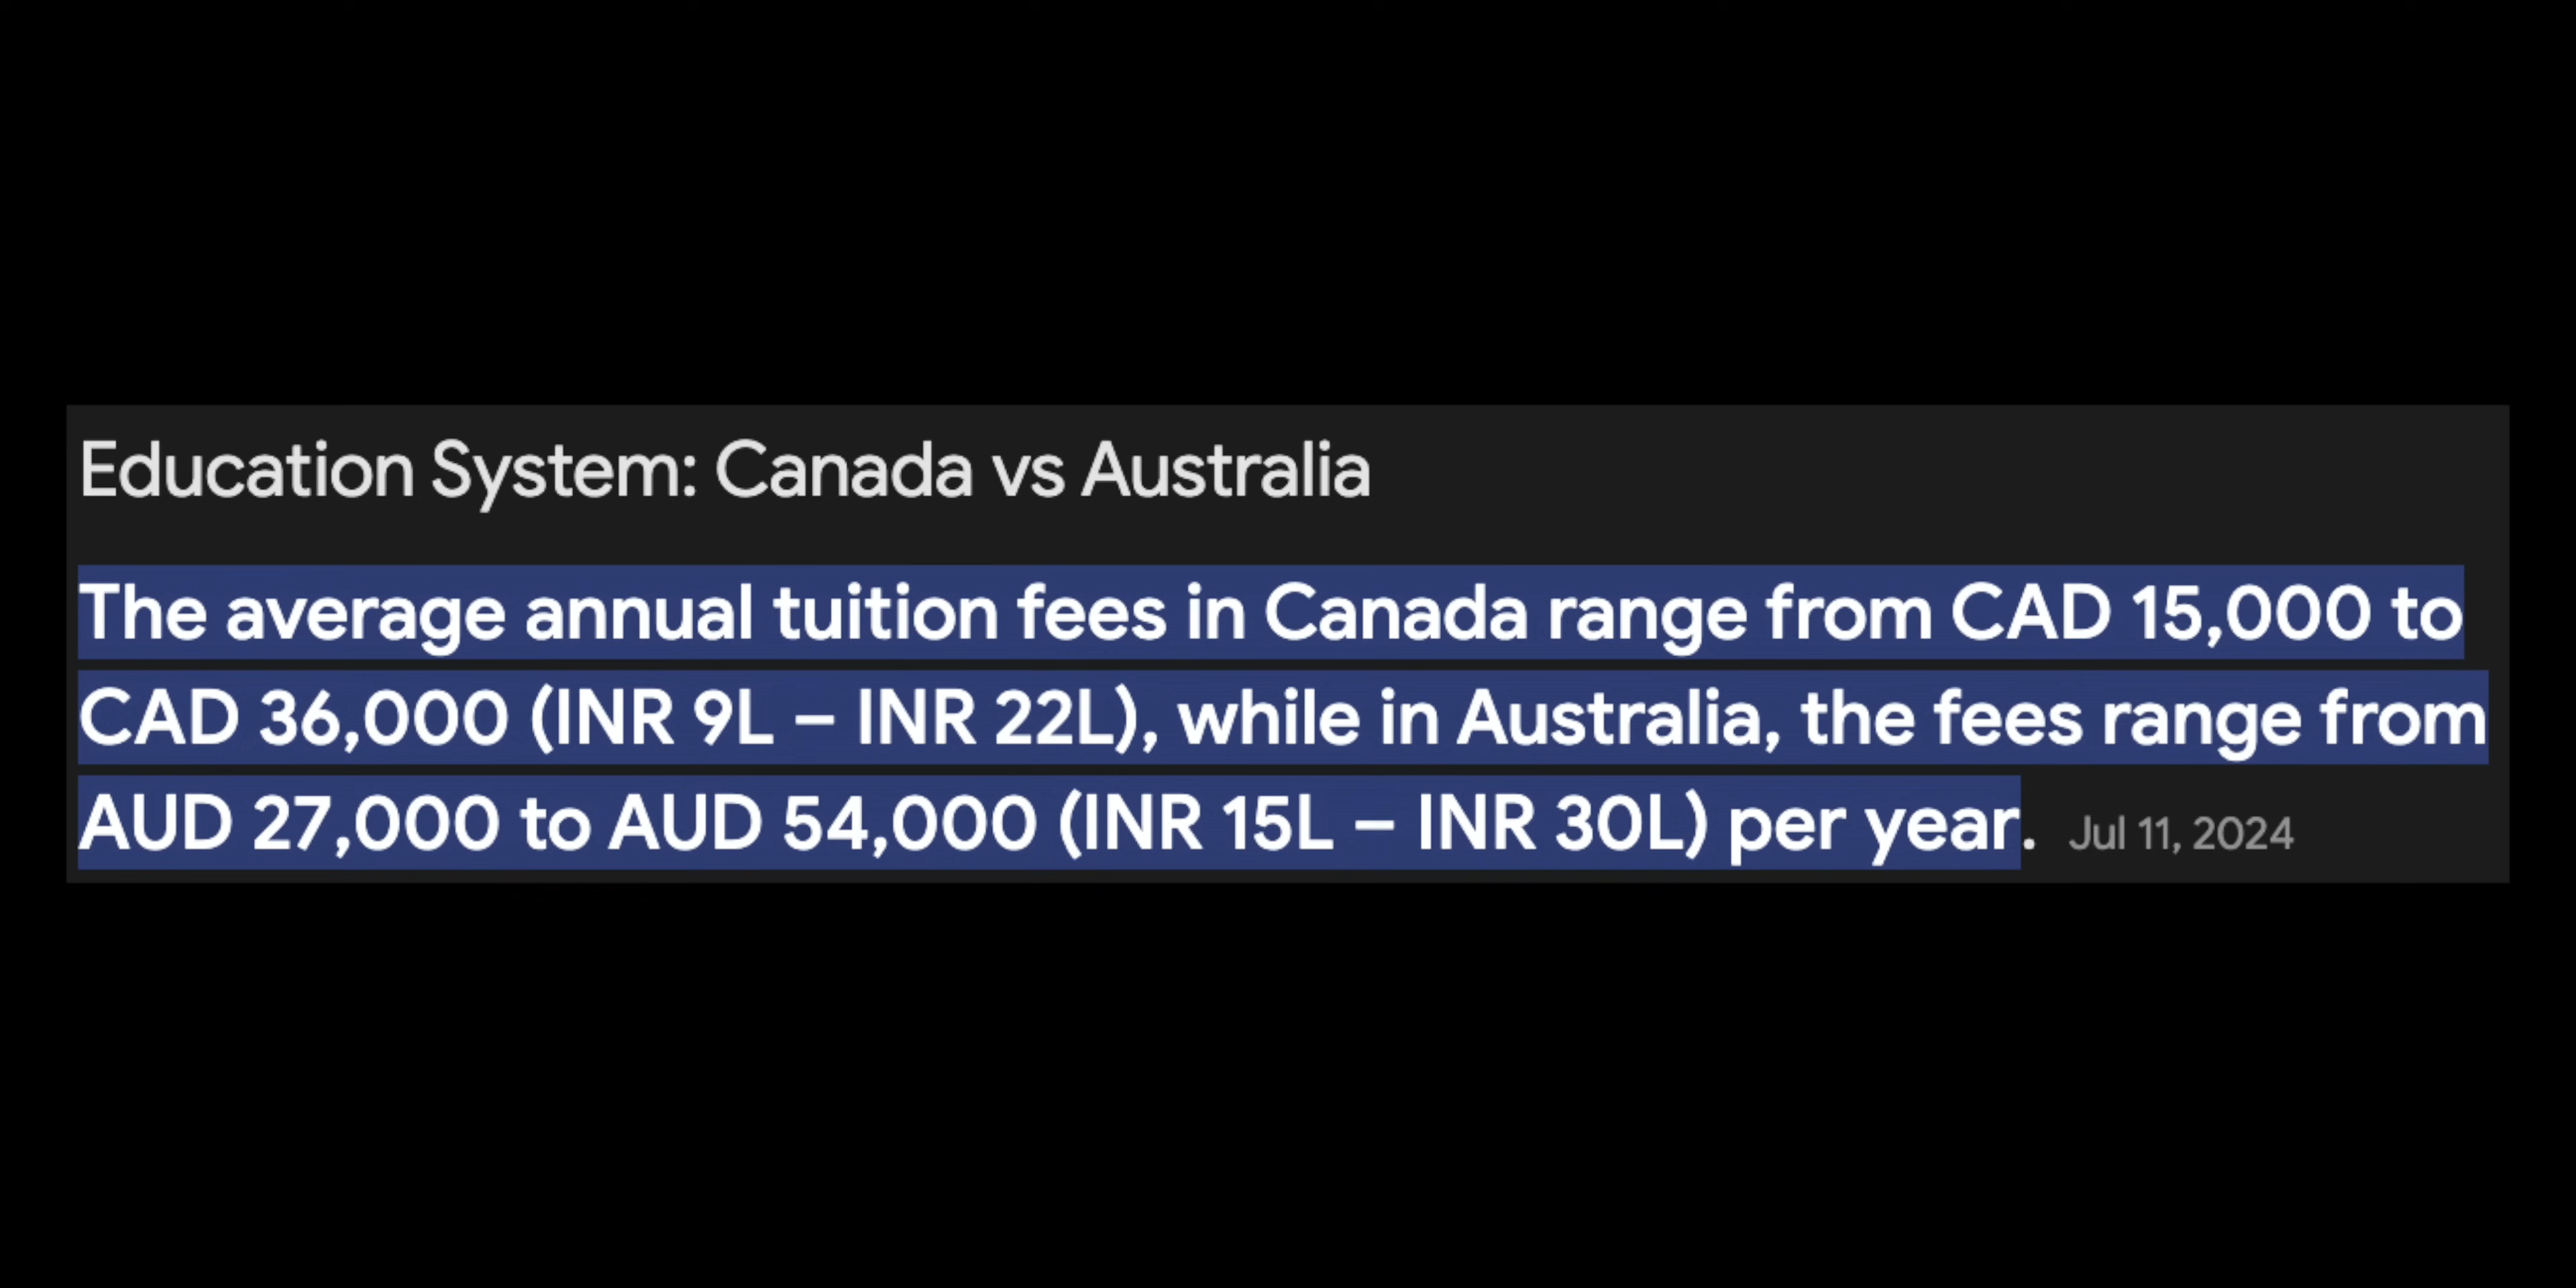 Education System: Canada vs Australia
The average annual tuition fees in Canada range from CAD 15,000 to
CAD 36,000 (INR 9L – INR 22L), while in Australia, the fees range from
AUD 27,000 to AUD 54,000 (INR 15L – INR 30L) per year. Jul 11, 2024